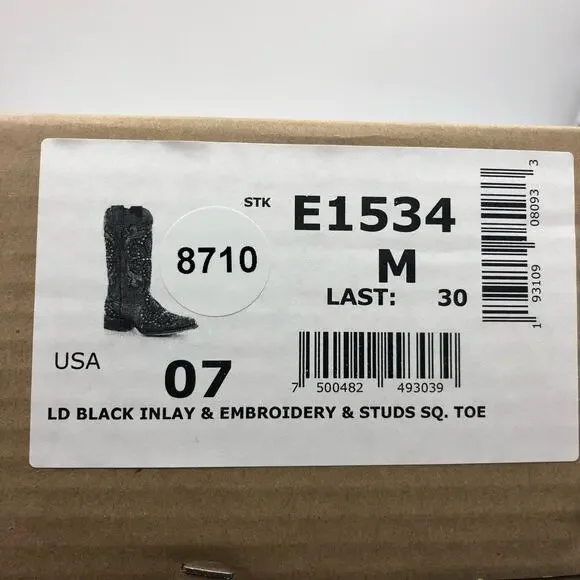 STK E1534
8710
M
LAST: 30
USA 07
7 500482 493039
LD BLACK INLAY & EMBROIDERY & STUDS SQ. TOE
1 93109 08093 3